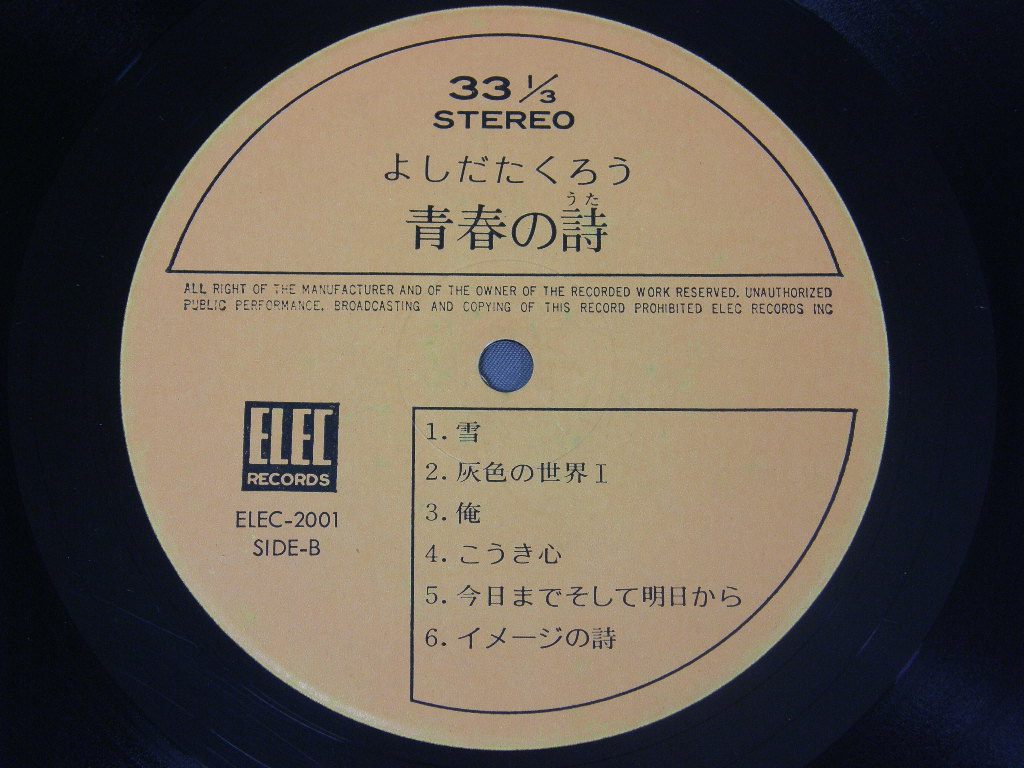 33 1/3
STEREO
よしだたくろう
うた
青春の詩
ALL RIGHT OF THE MANUFACTURER AND OF THE OWNER OF THE RECORDED WORK RESERVED. UNAUTHORIZED
PUBLIC PERFORMANCE. BROADCASTING AND COPYING OF THIS RECORD PROHIBITED ELEC RECORDS INC
ELEC
RECORDS
ELEC-2001
SIDE-B
1. 雪
2. 灰色の世界 I
3. 俺
4. こうき心
5. 今日までそして明日から
6. イメージの詩